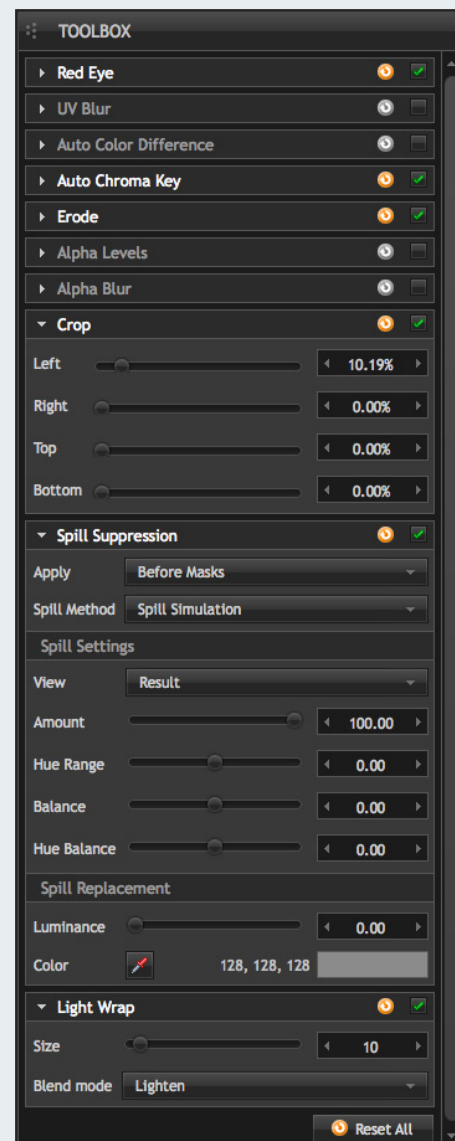 TOOLBOX
Red Eye
UV Blur
Auto Color Difference
Auto Chroma Key
Erode
Alpha Levels
Alpha Blur
Crop
Left 10.19%
Right 0.00%
Top 0.00%
Bottom 0.00%
Spill Suppression
Apply Before Masks
Spill Method Spill Simulation
Spill Settings
View Result
Amount 100.00
Hue Range 0.00
Balance 0.00
Hue Balance 0.00
Spill Replacement
Luminance 0.00
Color 128, 128, 128
Light Wrap
Size 10
Blend mode Lighten
Reset All